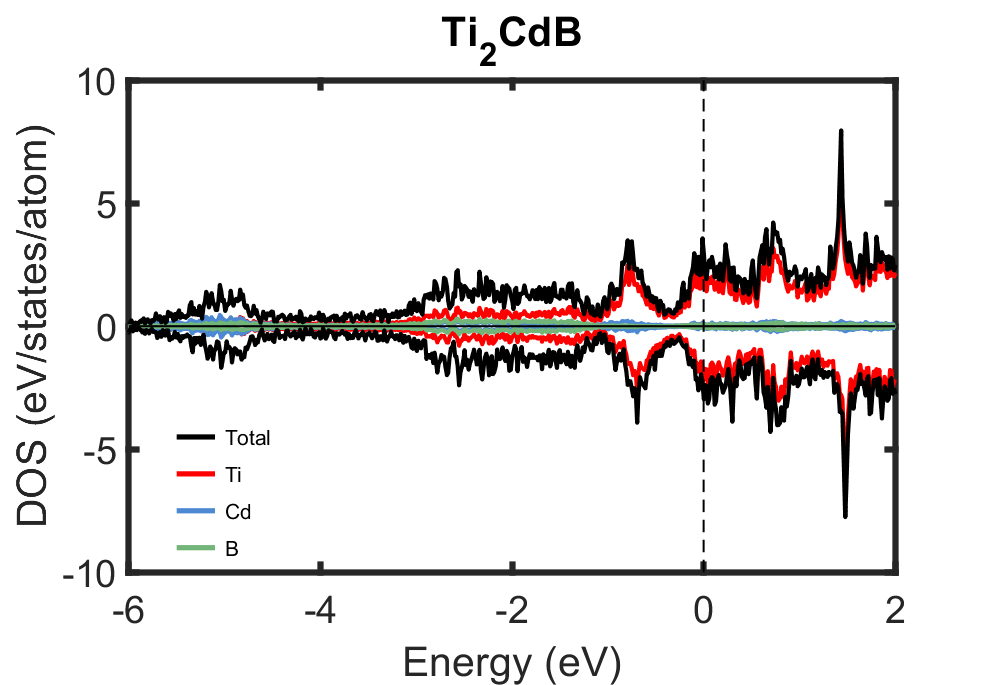 Ti₂CdB
DOS (eV/states/atom)
10
5
0
-5
-10
Total
Ti
Cd
B
-6 -4 -2 0 2
Energy (eV)